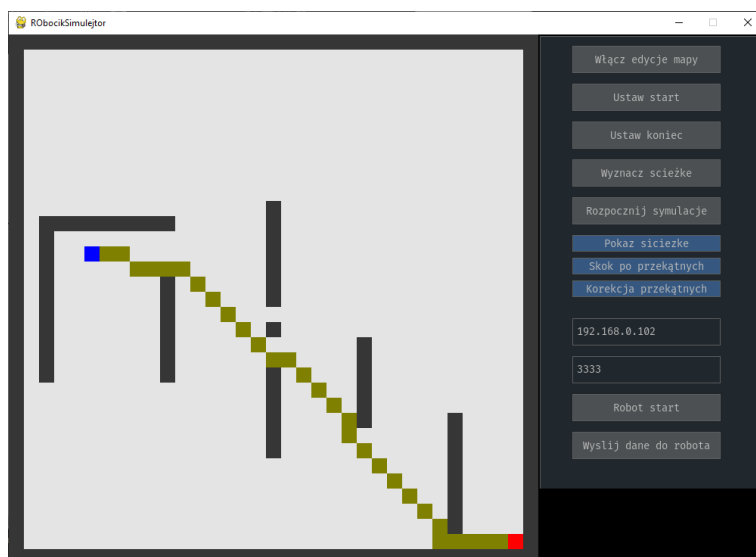 RObocikSimulejtor
Włącz edycje mapy
Ustaw start
Ustaw koniec
Wyznacz scieżke
Rozpocznij symulacje
Pokaz siciezke
Skok po przekątnych
Korekcja przekątnych
192.168.0.102
3333
Robot start
Wyslij dane do robota